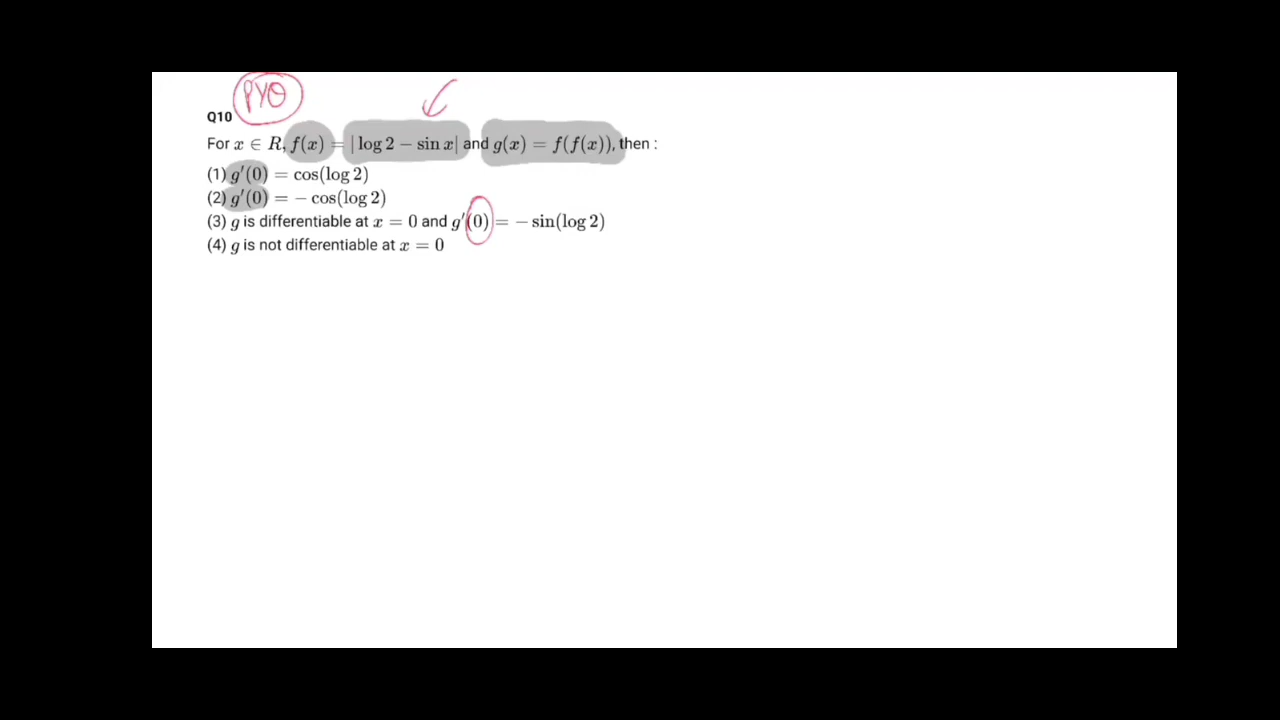 PYQ
Q10
For x ∈ R, f(x) = |log 2 − sin x| and g(x) = f(f(x)), then :
(1) g′(0) = cos(log 2)
(2) g′(0) = − cos(log 2)
(3) g is differentiable at x = 0 and g′(0) = − sin(log 2)
(4) g is not differentiable at x = 0